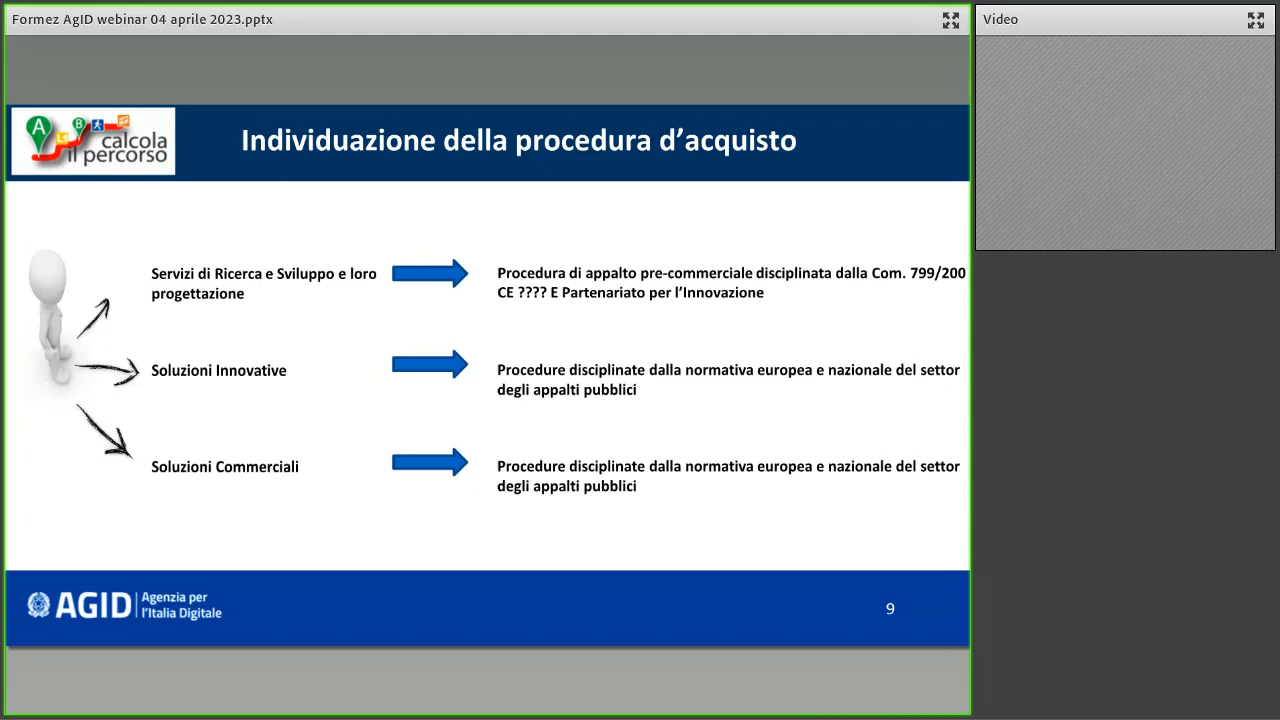 Formez AgID webinar 04 aprile 2023.pptx
Video
A
B
calcola
il percorso
Individuazione della procedura d’acquisto
Servizi di Ricerca e Sviluppo e loro
progettazione
Procedura di appalto pre-commerciale disciplinata dalla Com. 799/200
CE ???? E Partenariato per l’Innovazione
Soluzioni Innovative
Procedure disciplinate dalla normativa europea e nazionale del settor
degli appalti pubblici
Soluzioni Commerciali
Procedure disciplinate dalla normativa europea e nazionale del settor
degli appalti pubblici
AGID
Agenzia per
l’Italia Digitale
9